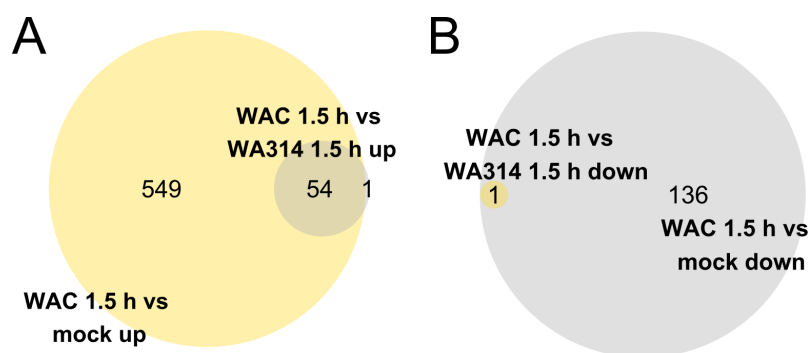 A
WAC 1.5 h vs
WA314 1.5 h up
549
54
1
WAC 1.5 h vs
mock up
B
WAC 1.5 h vs
WA314 1.5 h down
1
136
WAC 1.5 h vs
mock down